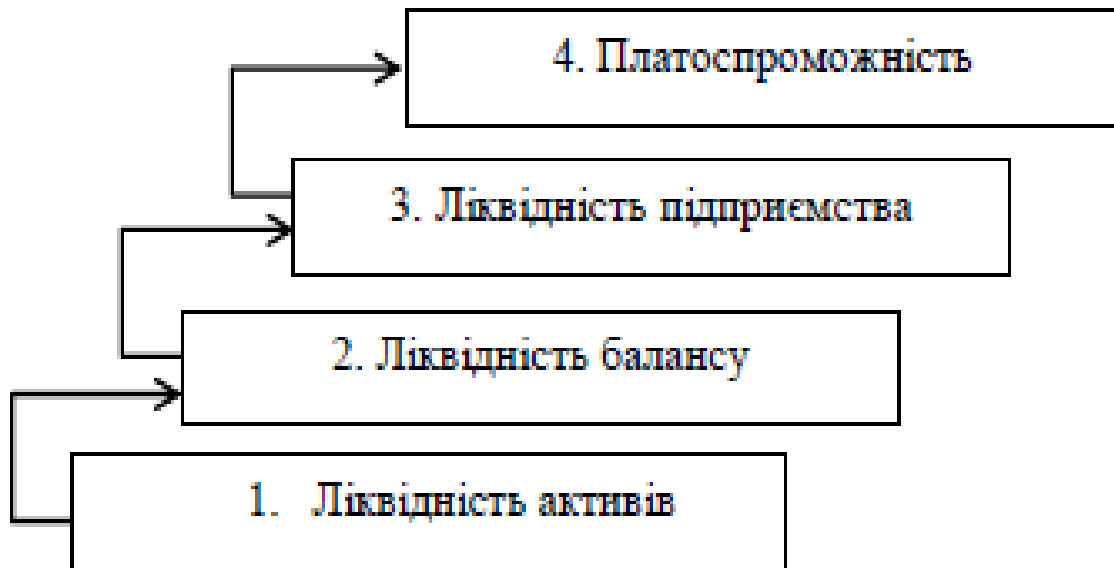 4. Платоспроможність
3. Ліквідність підприємства
2. Ліквідність балансу
1. Ліквідність активів